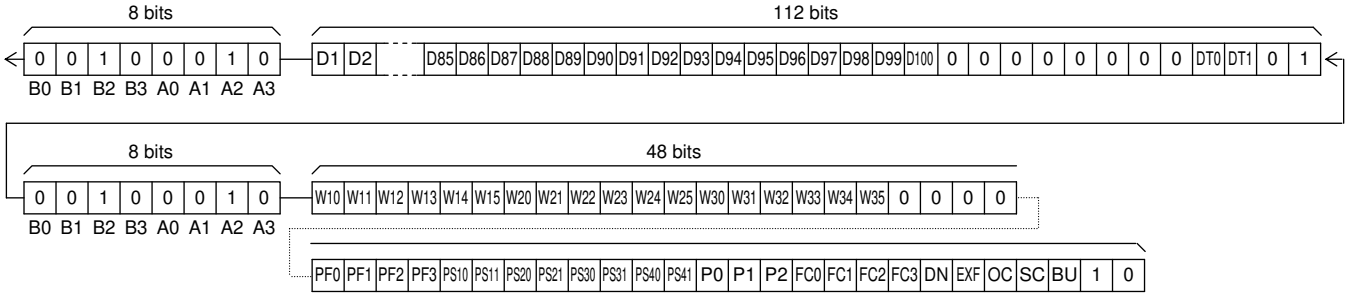 8 bits 112 bits
0 0 1 0 0 0 1 0 D1 D2 D85 D86 D87 D88 D89 D90 D91 D92 D93 D94 D95 D96 D97 D98 D99 D100 0 0 0 0 0 0 0 0 DT0 DT1 0 1
B0 B1 B2 B3 A0 A1 A2 A3
8 bits 48 bits
0 0 1 0 0 0 1 0 W10 W11 W12 W13 W14 W15 W20 W21 W22 W23 W24 W25 W30 W31 W32 W33 W34 W35 0 0 0 0
B0 B1 B2 B3 A0 A1 A2 A3
PF0 PF1 PF2 PF3 PS10 PS11 PS20 PS21 PS30 PS31 PS40 PS41 P0 P1 P2 FC0 FC1 FC2 FC3 DN EXF OC SC BU 1 0